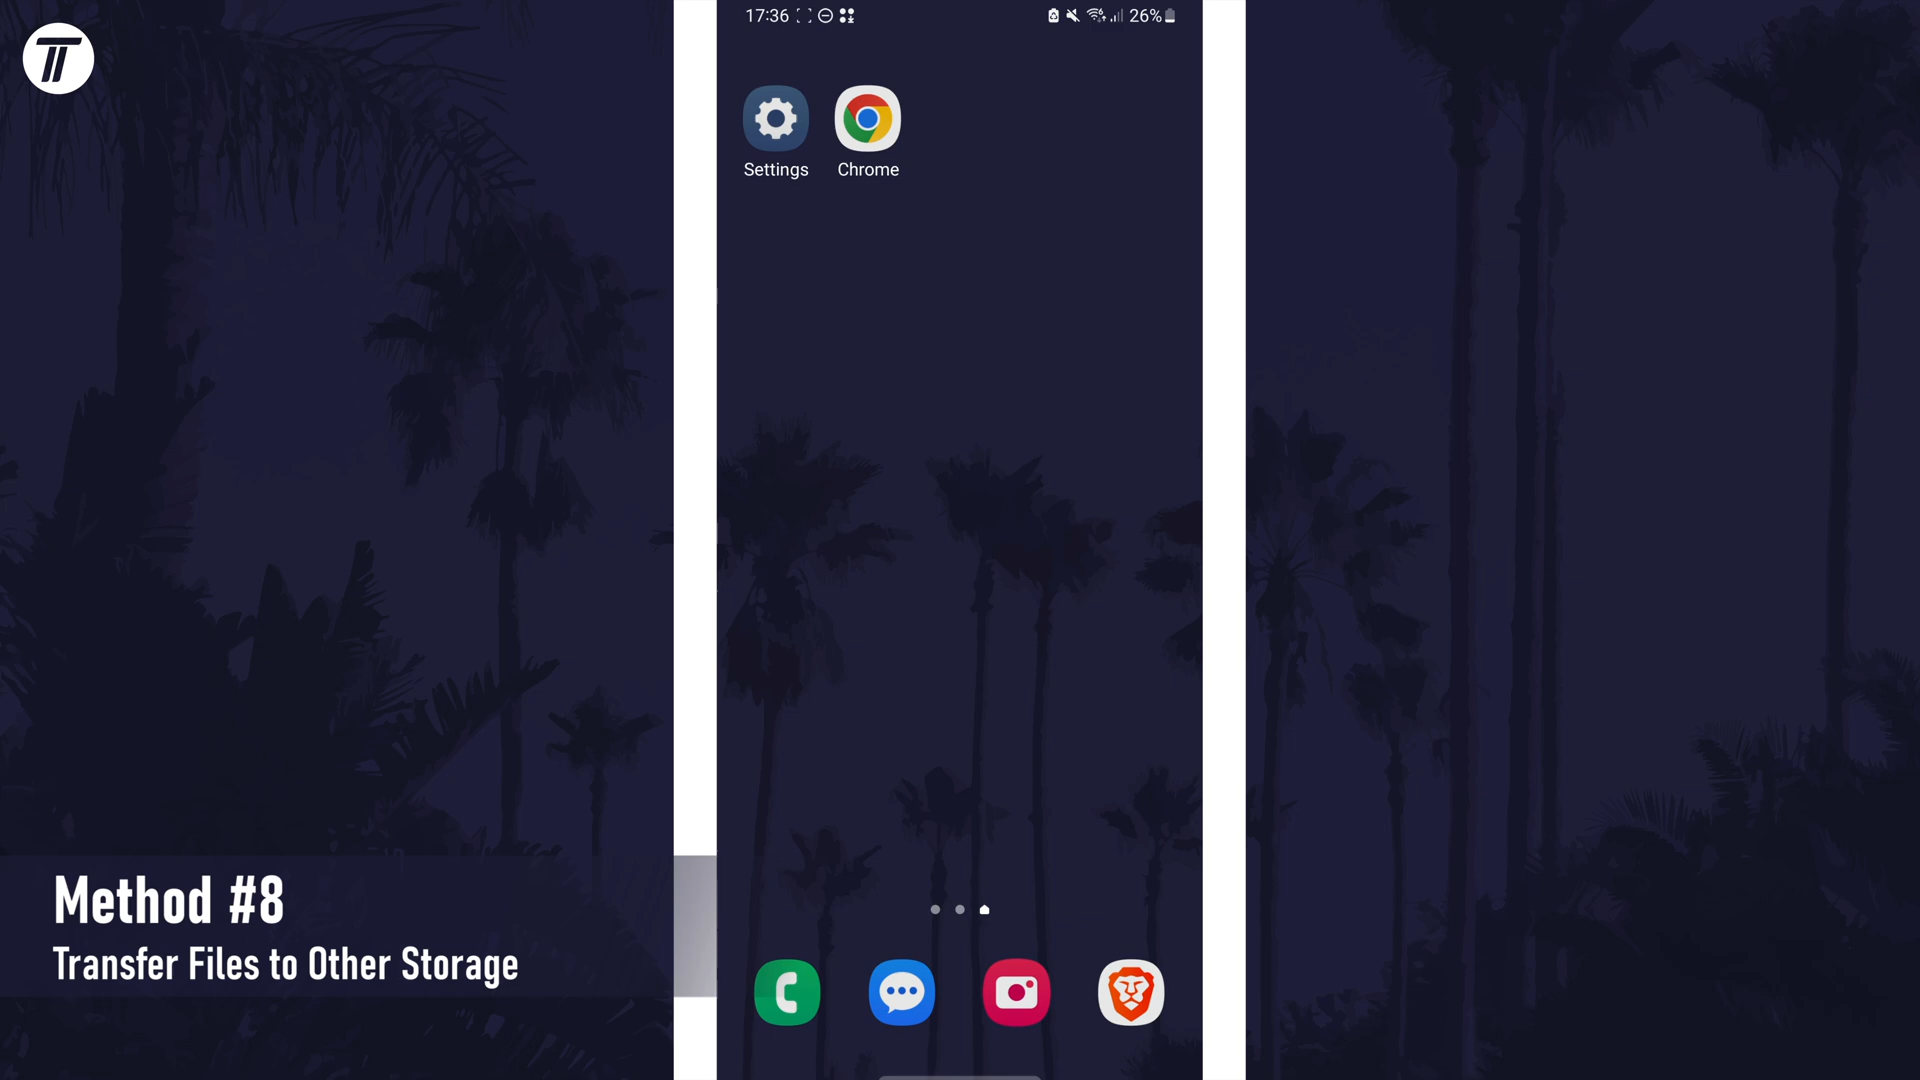 17:36
26%
Settings
Chrome
Method #8
Transfer Files to Other Storage